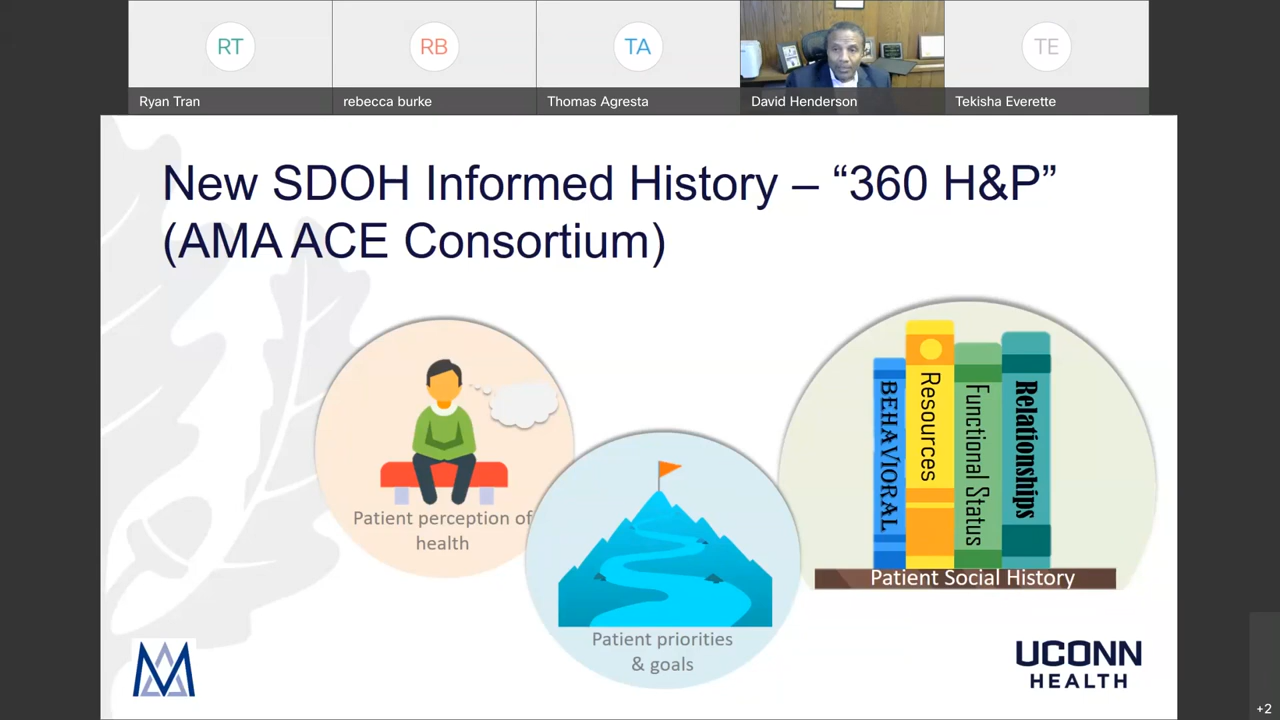 RT
RB
TA
TE
Ryan Tran
rebecca burke
Thomas Agresta
David Henderson
Tekisha Everette
New SDOH Informed History – “360 H&P”
(AMA ACE Consortium)
Patient perception of
health
Patient priorities
& goals
BEHAVIORAL
Resources
Functional Status
Relationships
Patient Social History
UCONN
HEALTH
+2